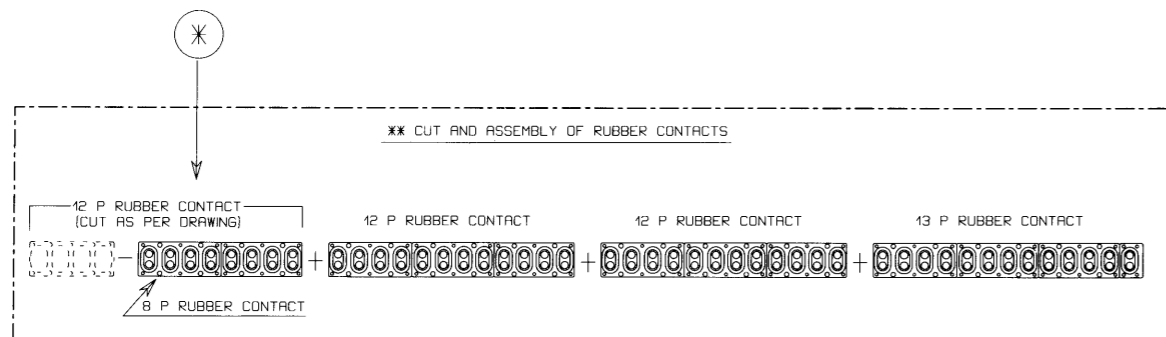 ** CUT AND ASSEMBLY OF RUBBER CONTACTS
12 P RUBBER CONTACT
(CUT AS PER DRAWING)
12 P RUBBER CONTACT
12 P RUBBER CONTACT
13 P RUBBER CONTACT
8 P RUBBER CONTACT